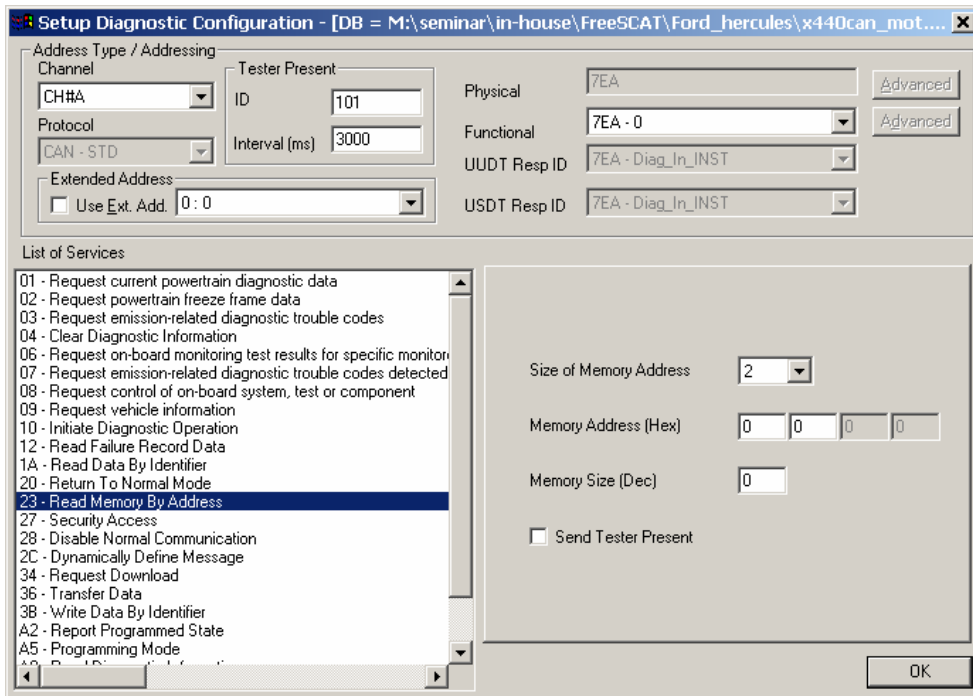 Setup Diagnostic Configuration - [DB = M:\seminar\in-house\FreeSCAT\Ford_hercules\x440can_mot....
Address Type / Addressing
Channel
CH#A
Protocol
CAN - STD
Tester Present
ID
101
Interval (ms)
3000
Extended Address
Use Ext. Add.
0 : 0
Physical
7EA
Advanced
Functional
7EA - 0
Advanced
UUDT Resp ID
7EA - Diag_In_INST
USDT Resp ID
7EA - Diag_In_INST
List of Services
01 - Request current powertrain diagnostic data
02 - Request powertrain freeze frame data
03 - Request emission-related diagnostic trouble codes
04 - Clear Diagnostic Information
06 - Request on-board monitoring test results for specific monitor
07 - Request emission-related diagnostic trouble codes detected
08 - Request control of on-board system, test or component
09 - Request vehicle information
10 - Initiate Diagnostic Operation
12 - Read Failure Record Data
1A - Read Data By Identifier
20 - Return To Normal Mode
23 - Read Memory By Address
27 - Security Access
28 - Disable Normal Communication
2C - Dynamically Define Message
34 - Request Download
36 - Transfer Data
3B - Write Data By Identifier
A2 - Report Programmed State
A5 - Programming Mode
Size of Memory Address
2
Memory Address (Hex)
0 0 0 0
Memory Size (Dec)
0
Send Tester Present
OK